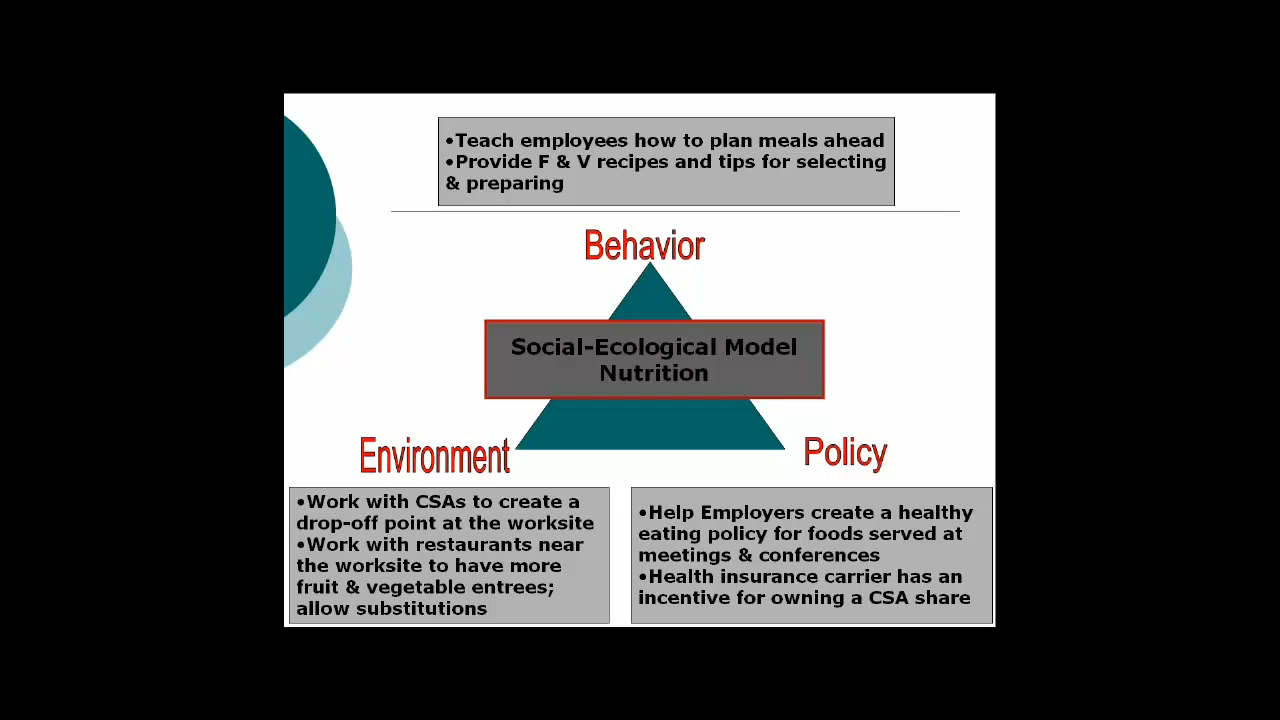 •Teach employees how to plan meals ahead
•Provide F & V recipes and tips for selecting
& preparing
Behavior
Social-Ecological Model
Nutrition
Environment
Policy
•Work with CSAs to create a
drop-off point at the worksite
•Work with restaurants near
the worksite to have more
fruit & vegetable entrees;
allow substitutions
•Help Employers create a healthy
eating policy for foods served at
meetings & conferences
•Health insurance carrier has an
incentive for owning a CSA share